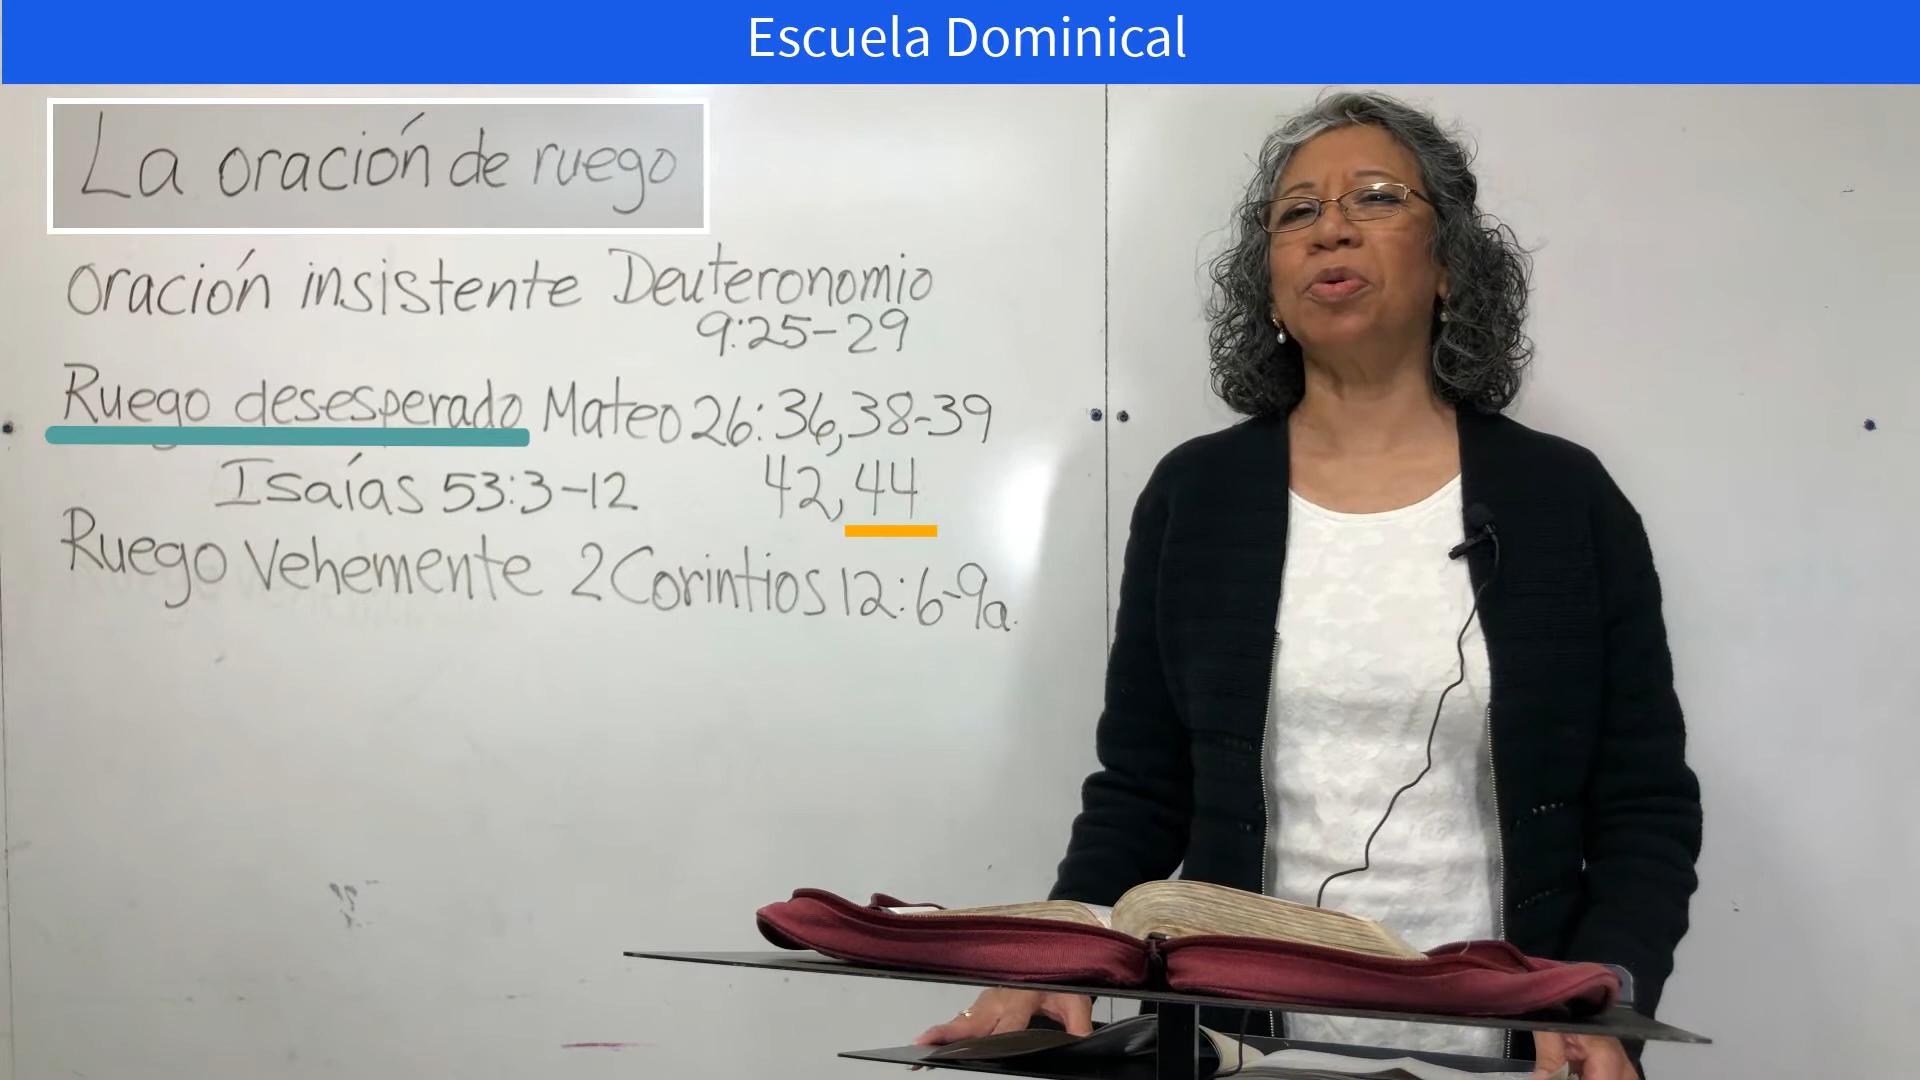 Escuela Dominical
La oración de ruego
oración insistente Deuteronomio
9:25-29
Ruego desesperado Mateo 26:36,38-39
Isaías 53:3-12 42,44
Ruego Vehemente 2 Corintios 12:6-9a.